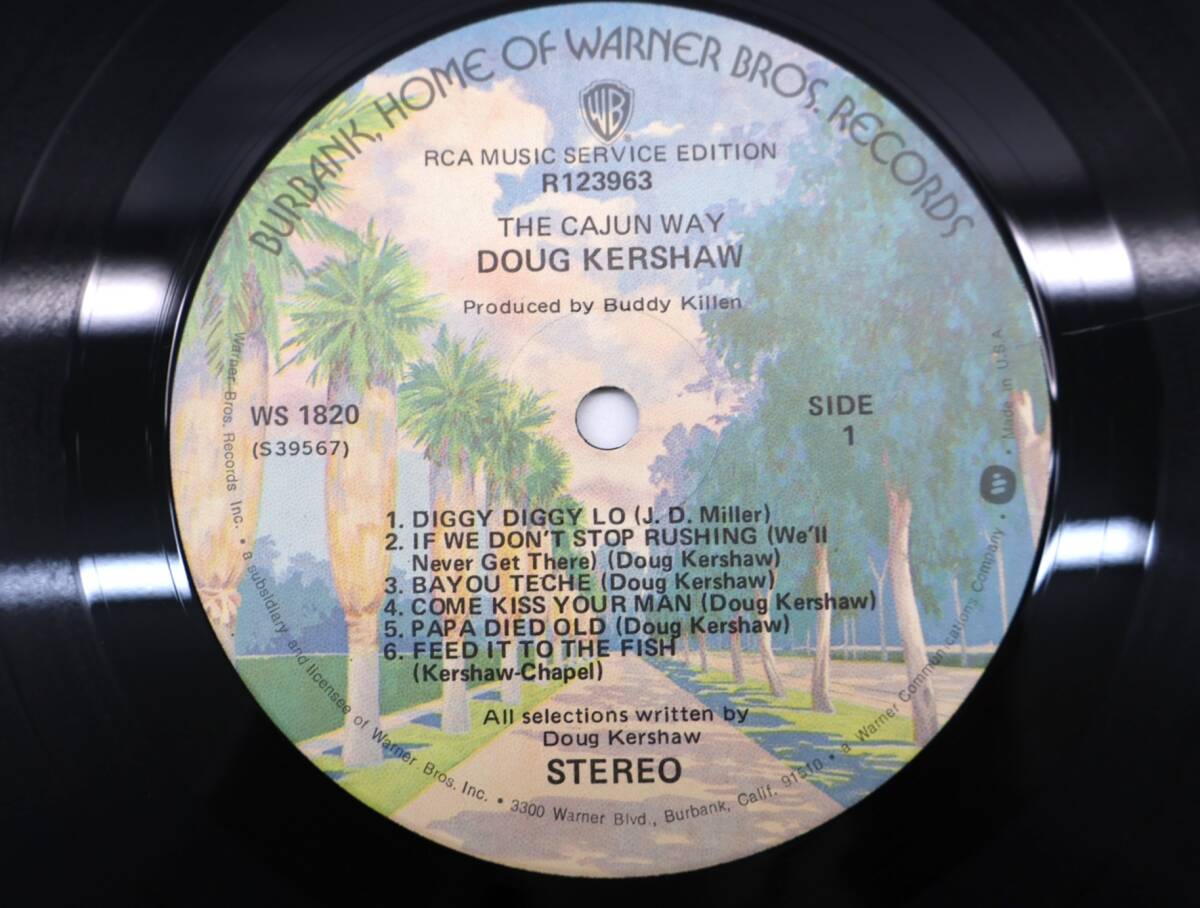 BURBANK, HOME OF WARNER BROS. RECORDS
WB
RCA MUSIC SERVICE EDITION
R123963
THE CAJUN WAY
DOUG KERSHAW
Produced by Buddy Killen
WS 1820
(S39567)
SIDE
1
1. DIGGY DIGGY LO (J. D. Miller)
2. IF WE DON'T STOP RUSHING (We'll
Never Get There) (Doug Kershaw)
3. BAYOU TECHE (Doug Kershaw)
4. COME KISS YOUR MAN (Doug Kershaw)
5. PAPA DIED OLD (Doug Kershaw)
6. FEED IT TO THE FISH
(Kershaw-Chapel)
All selections written by
Doug Kershaw
STEREO
Warner Bros. Records Inc. • a subsidiary and licensee of Warner Bros. Inc. • 3300 Warner Blvd., Burbank, Calif. 91510 • a Warner Communications Company • Made in U.S.A.